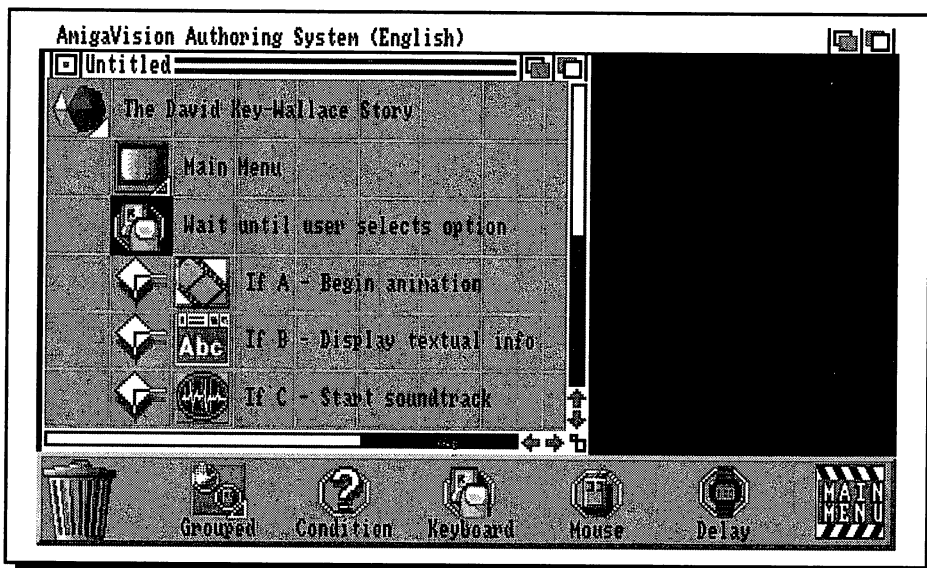 AmigaVision Authoring System (English)
Untitled
The David Key-Wallace Story
Main Menu
Wait until user selects option
If A - Begin animation
Abc
If B - Display textual info
If C - Start soundtrack
Grouped
Condition
Keyboard
Mouse
Delay
MAIN
MENU